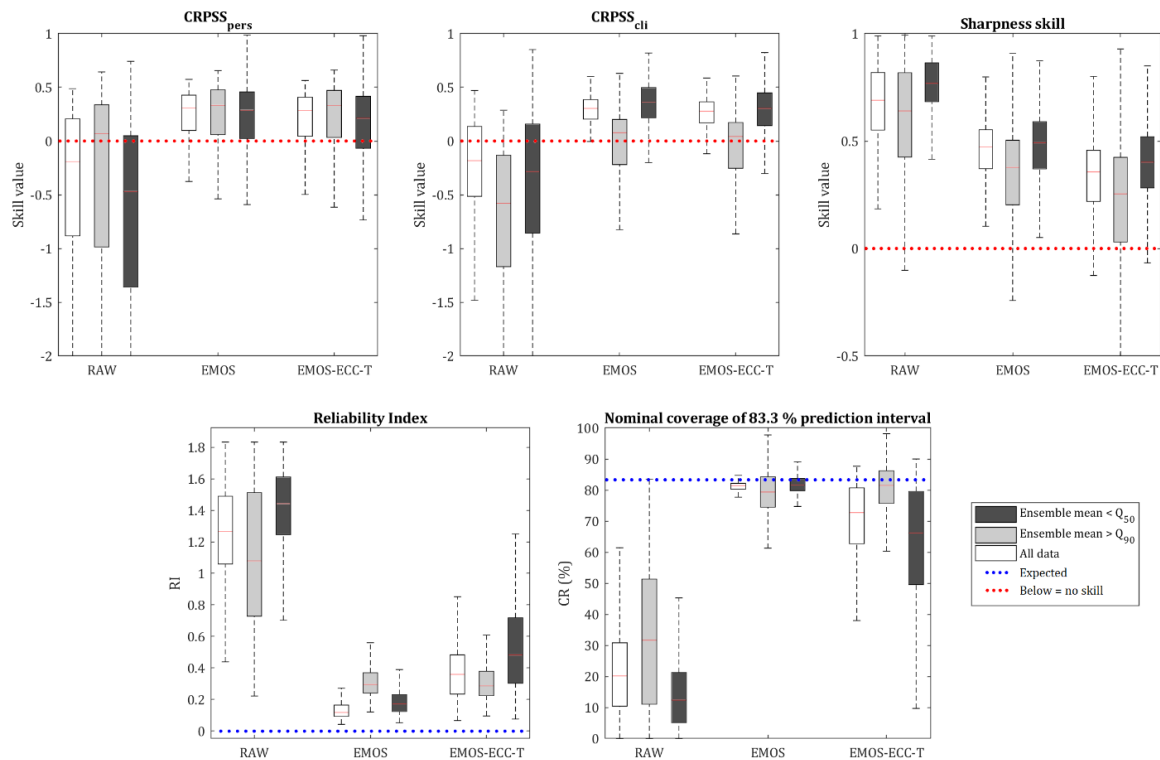 CRPSS_pers
CRPSS_cli
Sharpness skill
1
0.5
0
-0.5
-1
-1.5
-2
Skill value
RAW
EMOS
EMOS-ECC-T
1
0.5
0
-0.5
-1
-1.5
-2
Skill value
RAW
EMOS
EMOS-ECC-T
1
0.5
0
-0.5
Skill value
RAW
EMOS
EMOS-ECC-T
Reliability Index
1.8
1.6
1.4
1.2
1
0.8
0.6
0.4
0.2
0
RI
RAW
EMOS
EMOS-ECC-T
Nominal coverage of 83.3 % prediction interval
100
90
80
70
60
50
40
30
20
10
0
CR (%)
RAW
EMOS
EMOS-ECC-T
Ensemble mean < Q50
Ensemble mean > Q90
All data
Expected
Below = no skill